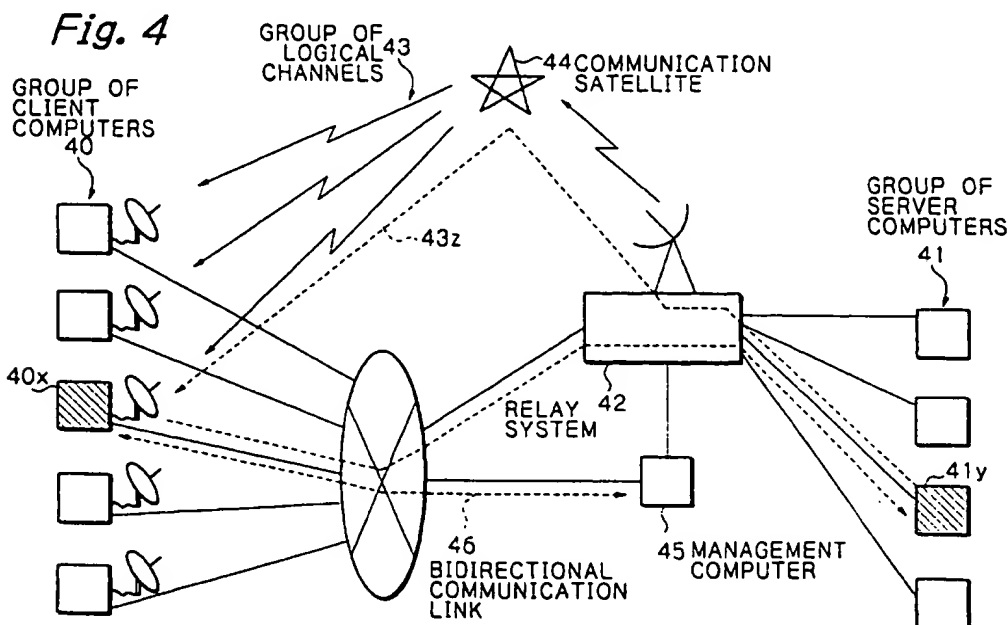 Fig. 4
GROUP OF
LOGICAL
CHANNELS
43
44 COMMUNICATION
SATELLITE
GROUP OF
CLIENT
COMPUTERS
40
43z
GROUP OF
SERVER
COMPUTERS
41
40x
42
RELAY
SYSTEM
41y
46
BIDIRECTIONAL
COMMUNICATION
LINK
45 MANAGEMENT
COMPUTER